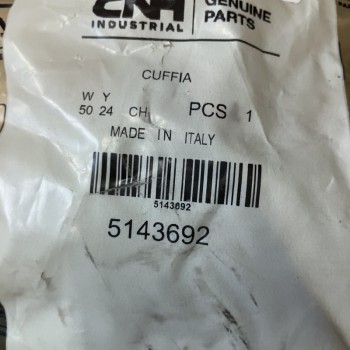 CNH GENUINE
INDUSTRIAL PARTS
CUFFIA
W Y
50 24 CH PCS 1
MADE IN ITALY
5143692
5143692